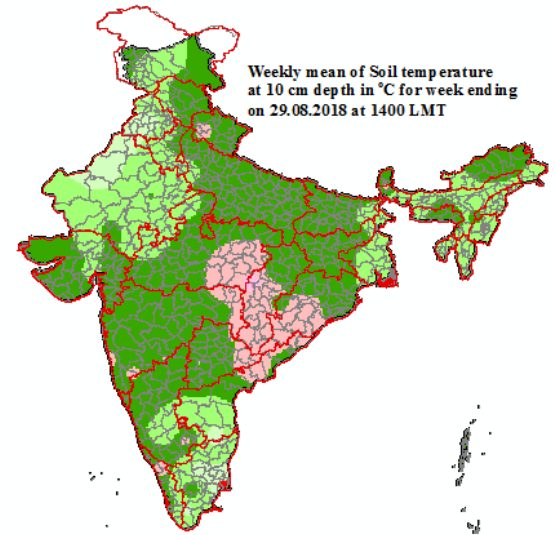 Weekly mean of Soil temperature
at 10 cm depth in °C for week ending
on 29.08.2018 at 1400 LMT